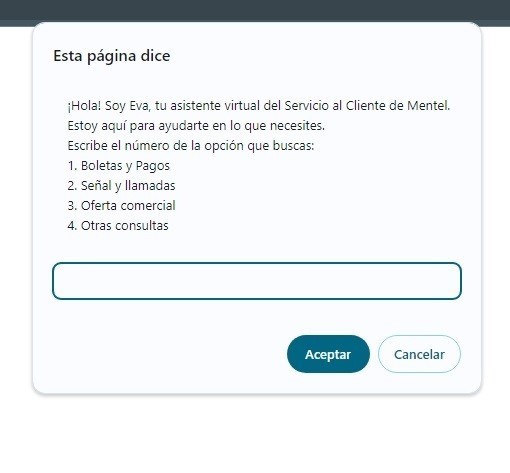 Esta página dice
¡Hola! Soy Eva, tu asistente virtual del Servicio al Cliente de Mentel.
Estoy aquí para ayudarte en lo que necesites.
Escribe el número de la opción que buscas:
1. Boletas y Pagos
2. Señal y llamadas
3. Oferta comercial
4. Otras consultas
Aceptar
Cancelar